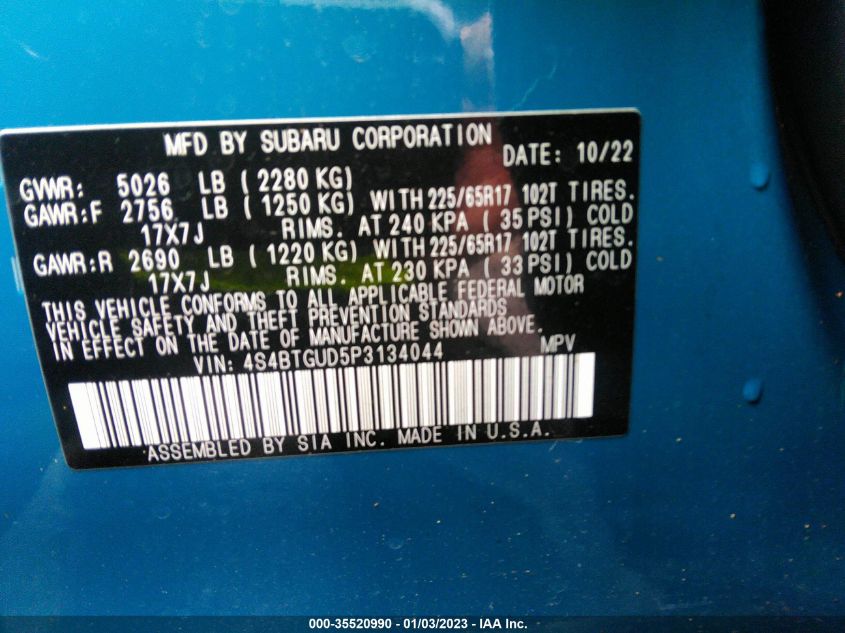 MFD BY SUBARU CORPORATION DATE: 10/22
GVWR: 5026 LB ( 2280 KG)
GAWR:F 2756 LB ( 1250 KG) WITH 225/65R17 102T TIRES.
17X7J RIMS. AT 240 KPA ( 35 PSI) COLD
GAWR:R 2690 LB ( 1220 KG) WITH 225/65R17 102T TIRES.
17X7J RIMS. AT 230 KPA ( 33 PSI) COLD
THIS VEHICLE CONFORMS TO ALL APPLICABLE FEDERAL MOTOR
VEHICLE SAFETY AND THEFT PREVENTION STANDARDS
IN EFFECT ON THE DATE OF MANUFACTURE SHOWN ABOVE.
VIN: 4S4BTGUD5P3134044 MPV
ASSEMBLED BY SIA INC. MADE IN U.S.A.
000-35520990 - 01/03/2023 - IAA Inc.